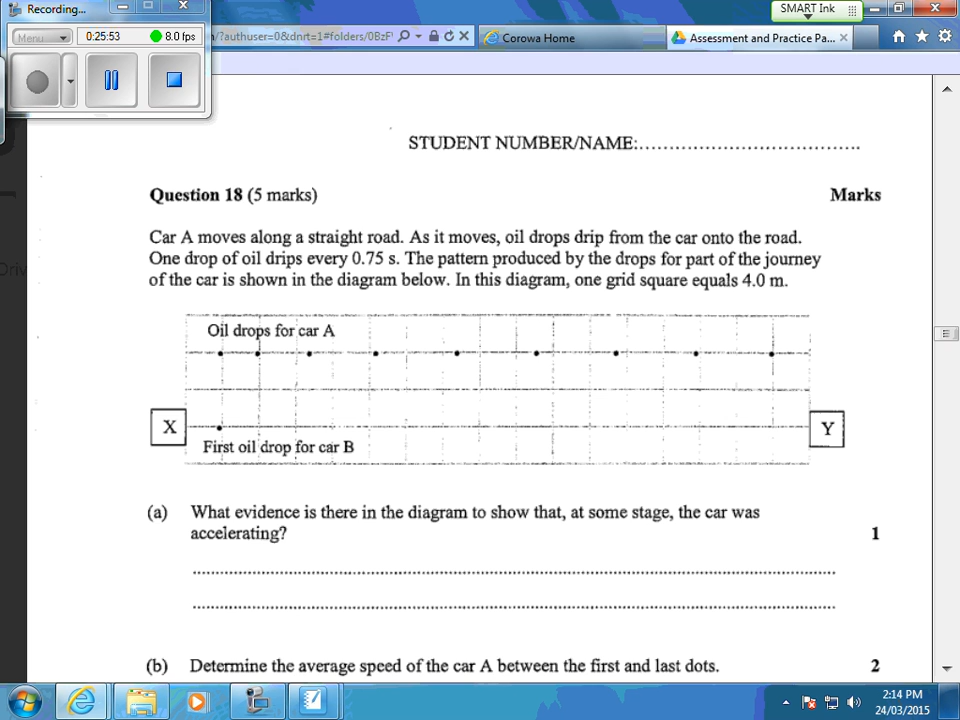 Recording...
SMART Ink
Menu
0:25:53
8.0 fps
/?authuser=0&dnrt=1#folders/0BzF
Corowa Home
Assessment and Practice Pa...
STUDENT NUMBER/NAME:....................................
Question 18 (5 marks)
Marks
Car A moves along a straight road. As it moves, oil drops drip from the car onto the road.
One drop of oil drips every 0.75 s. The pattern produced by the drops for part of the journey
of the car is shown in the diagram below. In this diagram, one grid square equals 4.0 m.
Oil drops for car A
X
Y
First oil drop for car B
(a) What evidence is there in the diagram to show that, at some stage, the car was
accelerating?
1
(b) Determine the average speed of the car A between the first and last dots.
2
2:14 PM
24/03/2015